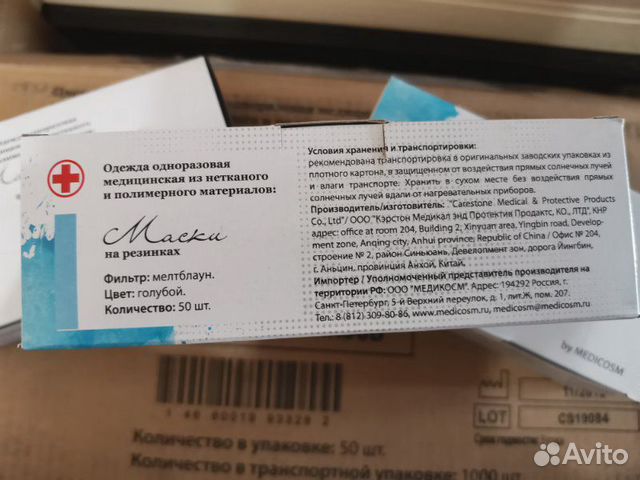 Одежда одноразовая
медицинская из нетканого
и полимерного материалов:
Маски
на резинках
Фильтр: мелтблаун.
Цвет: голубой.
Количество: 50 шт.
Условия хранения и транспортировки:
рекомендована транспортировка в оригинальных заводских упаковках из
плотного картона, в защищенном от воздействия прямых солнечных лучей
и влаги транспорте. Хранить в сухом месте без воздействия прямых
солнечных лучей вдали от нагревательных приборов.
Производитель/изготовитель: "Carestone Medical & Protective Products
Co., Ltd"/ ООО "Кэрстон Медикал энд Протектив Продактс, КО., ЛТД", КНР
адрес: office at room 204, Building 2, Xinyuan area, Yingbin road, Develop-
ment zone, Anqing city, Anhui province, Republic of China / Офис № 204,
строение № 2, район Синьюань, Девелопмент зон, дорога Йингбин,
г. Аньцин, провинция Анхой, Китай.
Импортер / Уполномоченный представитель производителя на
территории РФ: ООО "МЕДИКОСМ". Адрес: 194292 Россия, г.
Санкт-Петербург, 5-й Верхний переулок, д. 1, лит.Ж, пом. 207.
Тел.: 8 (812) 309-80-86, www.medicosm.ru, medicosm@medicosm.ru
by MEDICOSM
LOT CS19084
Количество в упаковке: 50 шт.
Количество в транспортной упаковке: 1000 шт.
Avito